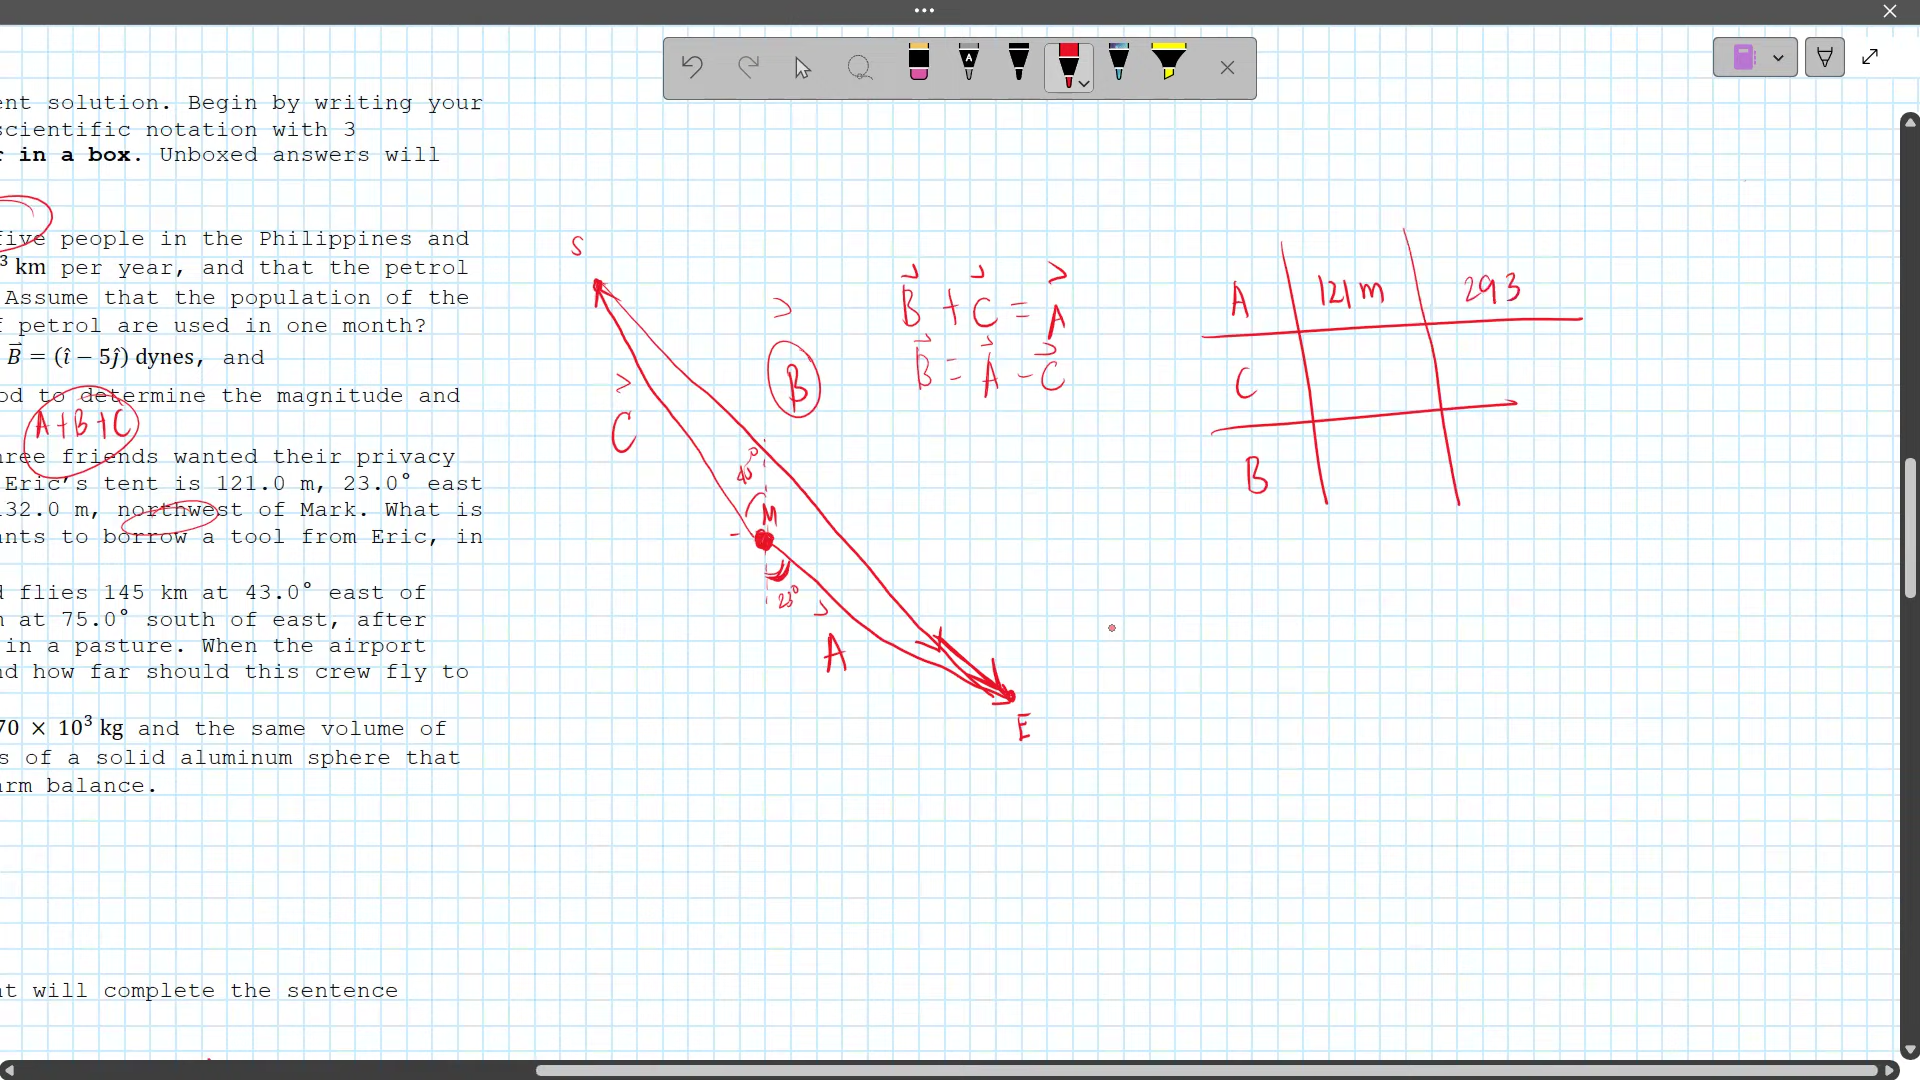 ent solution. Begin by writing your
scientific notation with 3
r in a box. Unboxed answers will
five people in the Philippines and
³ km per year, and that the petrol
Assume that the population of the
f petrol are used in one month?
B⃗ = (î − 5ĵ) dynes, and
od to determine the magnitude and
A+B+C
hree friends wanted their privacy
Eric's tent is 121.0 m, 23.0° east
32.0 m, northwest of Mark. What is
ants to borrow a tool from Eric, in
d flies 145 km at 43.0° east of
m at 75.0° south of east, after
in a pasture. When the airport
nd how far should this crew fly to
70 × 10³ kg and the same volume of
s of a solid aluminum sphere that
arm balance.
at will complete the sentence
S
C⃗
B⃗
M
23°
A⃗
E
B⃗ + C⃗ = A⃗
B⃗ = A⃗ − C⃗
A 121 m 293
C
B